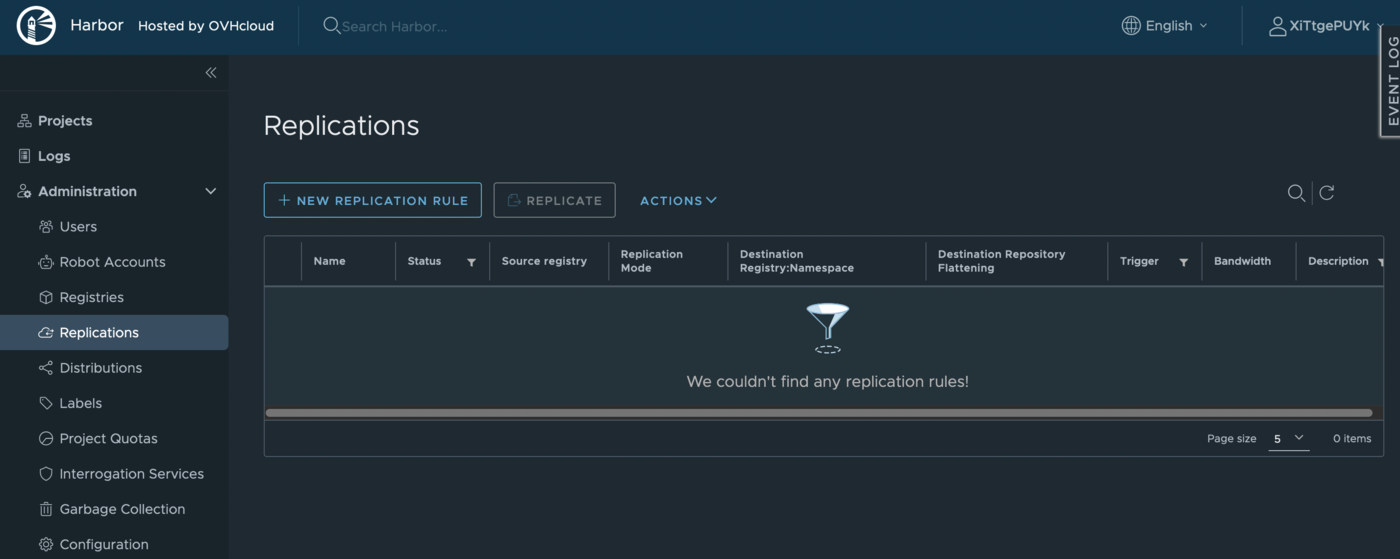 Harbor Hosted by OVHcloud Search Harbor... English XiTtgePUYk
EVENT LOG
Projects
Logs
Administration
Users
Robot Accounts
Registries
Replications
Distributions
Labels
Project Quotas
Interrogation Services
Garbage Collection
Configuration
Replications
NEW REPLICATION RULE REPLICATE ACTIONS
Name Status Source registry Replication Mode Destination Registry:Namespace Destination Repository Flattening Trigger Bandwidth Description
We couldn't find any replication rules!
Page size 5 0 items